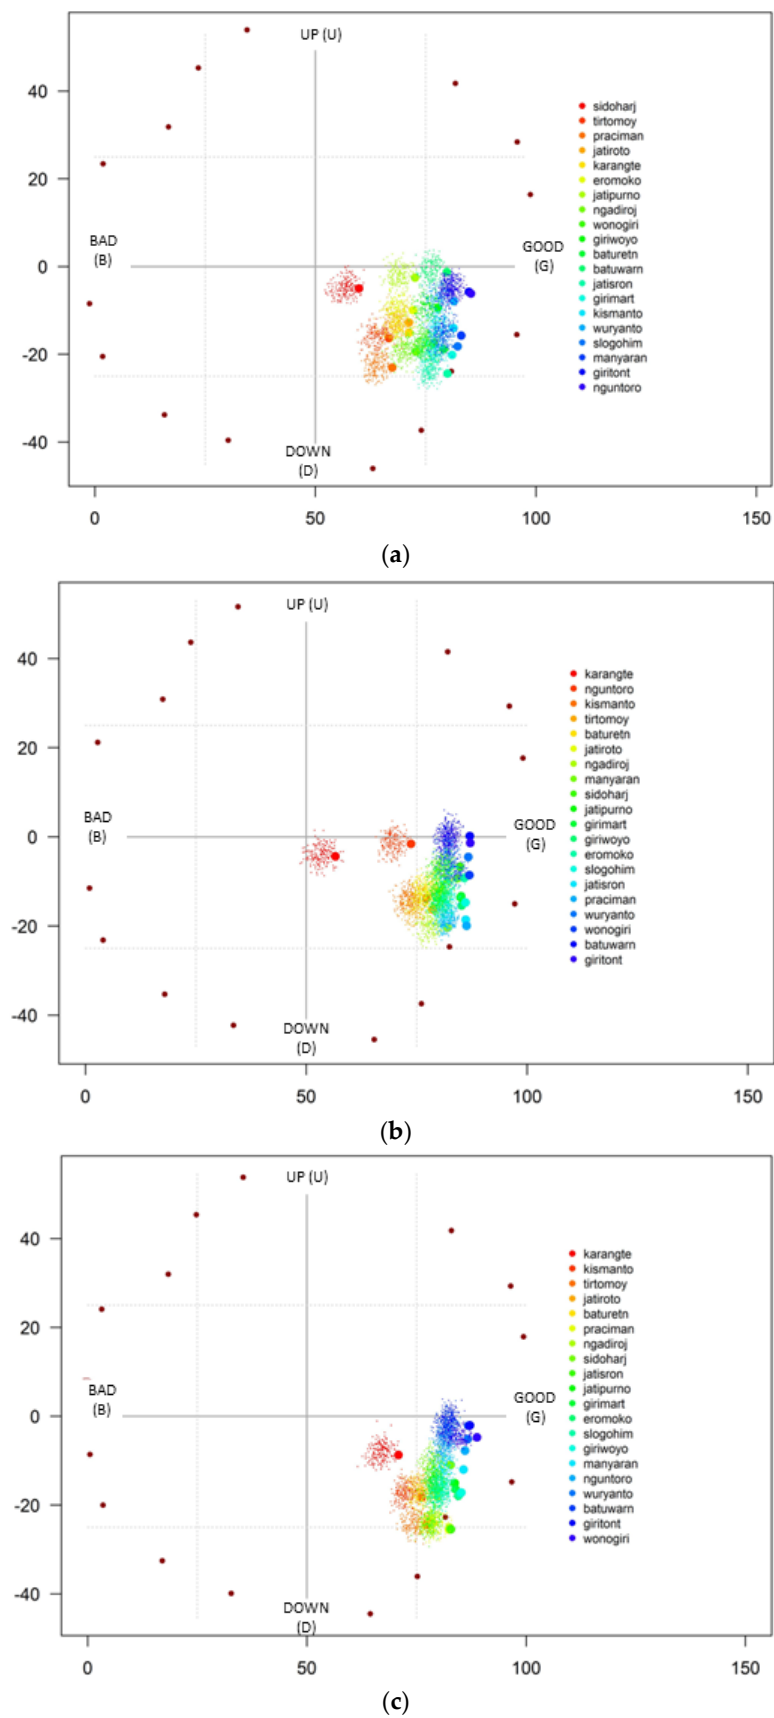 UP (U)
40
sidoharj
tirtomoy
praciman
jatiroto
20
karangte
eromoko
jatipurno
ngadiroj
wonogiri
BAD
(B)
0
GOOD
(G)
giriwoyo
baturetn
batuwarn
jatisron
girimart
kismanto
wuryanto
-20
slogohim
manyaran
giritont
nguntoro
-40
DOWN
(D)
0
50
100
150
(a)
UP (U)
40
karangte
nguntoro
kismanto
tirtomoy
20
baturetn
jatiroto
ngadiroj
manyaran
sidoharj
BAD
(B)
0
GOOD
(G)
jatipurno
girimart
giriwoyo
eromoko
slogohim
jatisron
-20
praciman
wuryanto
wonogiri
batuwarn
giritont
-40
DOWN
(D)
0
50
100
150
(b)
UP (U)
40
karangte
kismanto
tirtomoy
jatiroto
20
baturetn
praciman
ngadiroj
sidoharj
jatisron
BAD
(B)
0
GOOD
(G)
jatipurno
girimart
eromoko
slogohim
giriwoyo
manyaran
-20
nguntoro
wuryanto
batuwarn
giritont
wonogiri
-40
DOWN
(D)
0
50
100
150
(c)